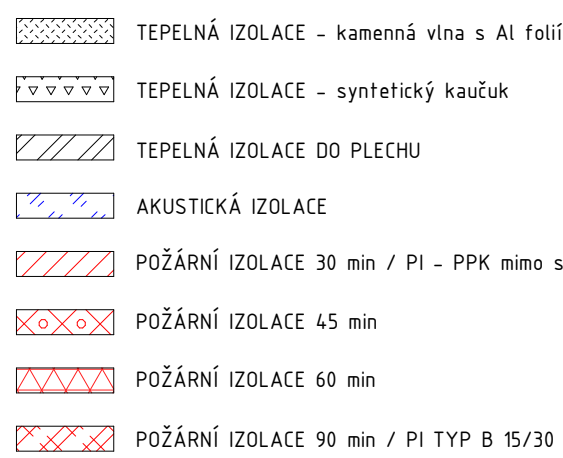 TEPELNÁ IZOLACE - kamenná vlna s Al folií
TEPELNÁ IZOLACE - syntetický kaučuk
TEPELNÁ IZOLACE DO PLECHU
AKUSTICKÁ IZOLACE
POŽÁRNÍ IZOLACE 30 min / PI - PPK mimo s
POŽÁRNÍ IZOLACE 45 min
POŽÁRNÍ IZOLACE 60 min
POŽÁRNÍ IZOLACE 90 min / PI TYP B 15/30